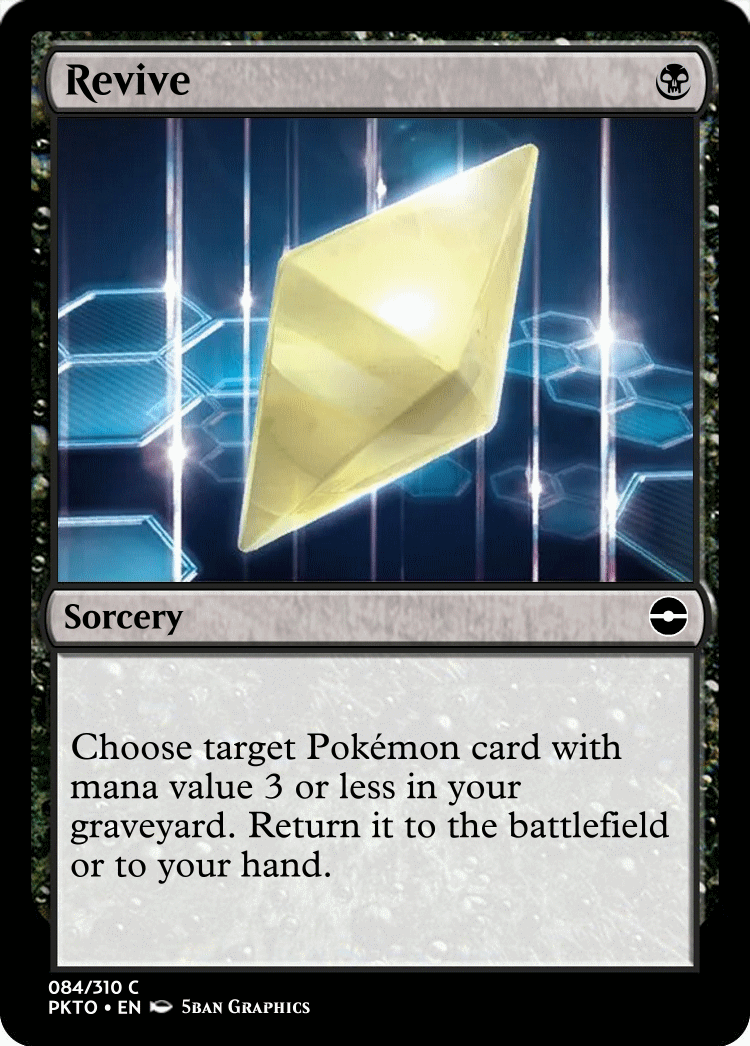 Revive
Sorcery
Choose target Pokémon card with
mana value 3 or less in your
graveyard. Return it to the battlefield
or to your hand.
084/310 C
PKTO • EN 5ban Graphics